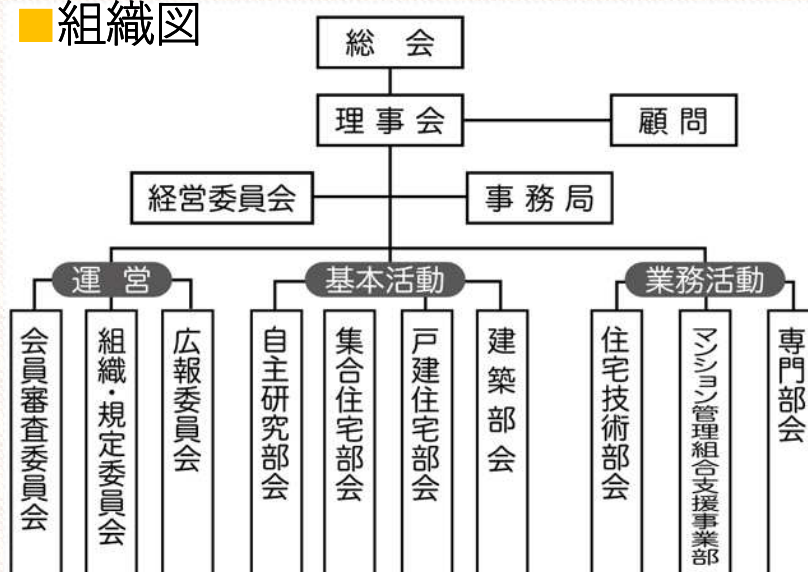 ■組織図
総会
理事会
顧問
経営委員会
事務局
運営
基本活動
業務活動
会員審査委員会
組織・規定委員会
広報委員会
自主研究部会
集合住宅部会
戸建住宅部会
建築部会
住宅技術部会
マンション管理組合支援事業部
専門部会